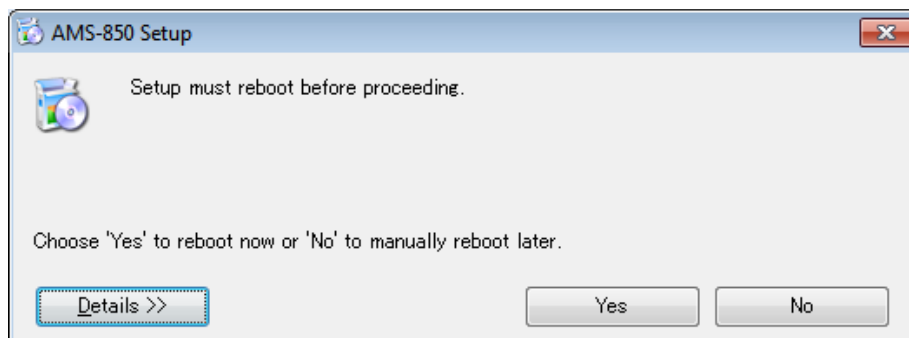 AMS-850 Setup
Setup must reboot before proceeding.
Choose 'Yes' to reboot now or 'No' to manually reboot later.
Details >>
Yes
No